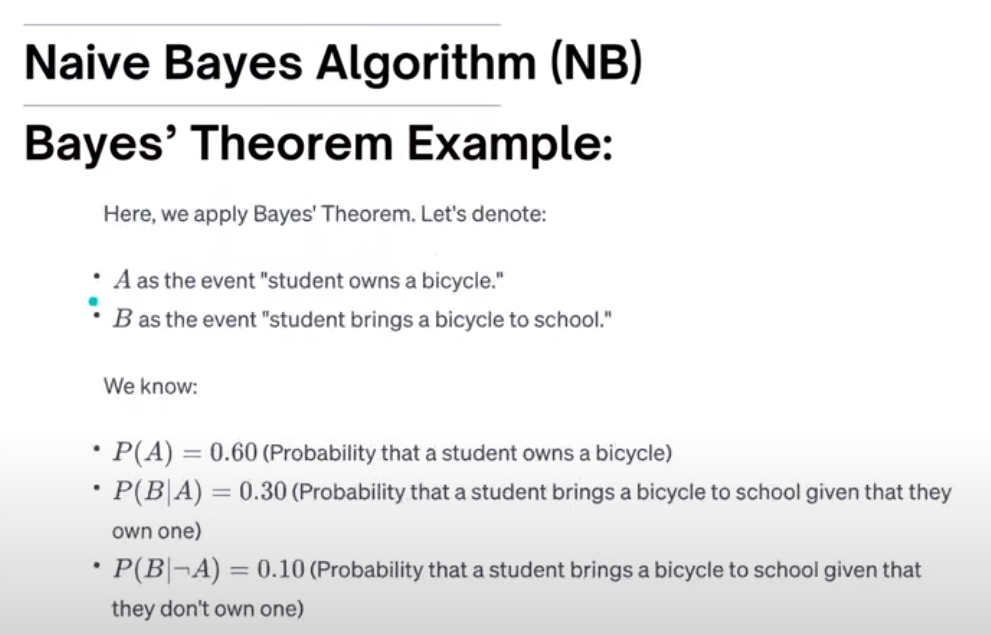 Naive Bayes Algorithm (NB)
Bayes’ Theorem Example:
Here, we apply Bayes' Theorem. Let's denote:
• A as the event "student owns a bicycle."
• B as the event "student brings a bicycle to school."
We know:
• P(A) = 0.60 (Probability that a student owns a bicycle)
• P(B|A) = 0.30 (Probability that a student brings a bicycle to school given that they
own one)
• P(B|¬A) = 0.10 (Probability that a student brings a bicycle to school given that
they don't own one)